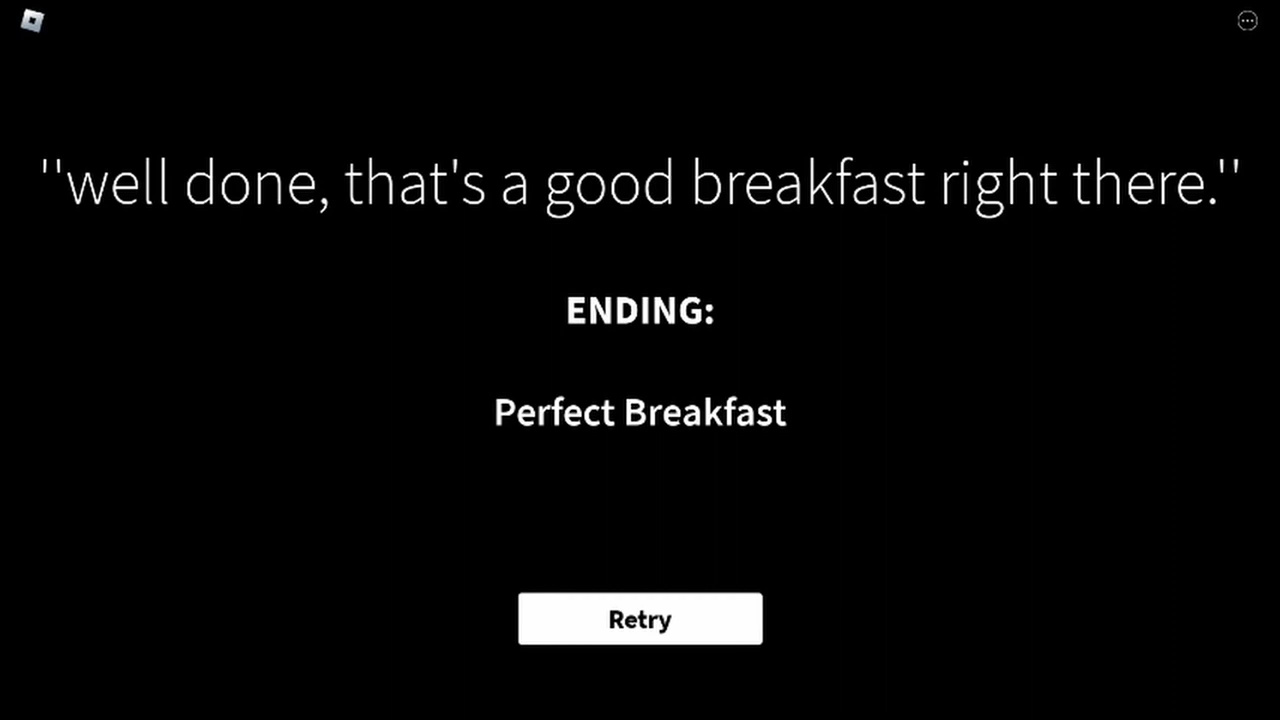 ''well done, that's a good breakfast right there.''
ENDING:
Perfect Breakfast
Retry